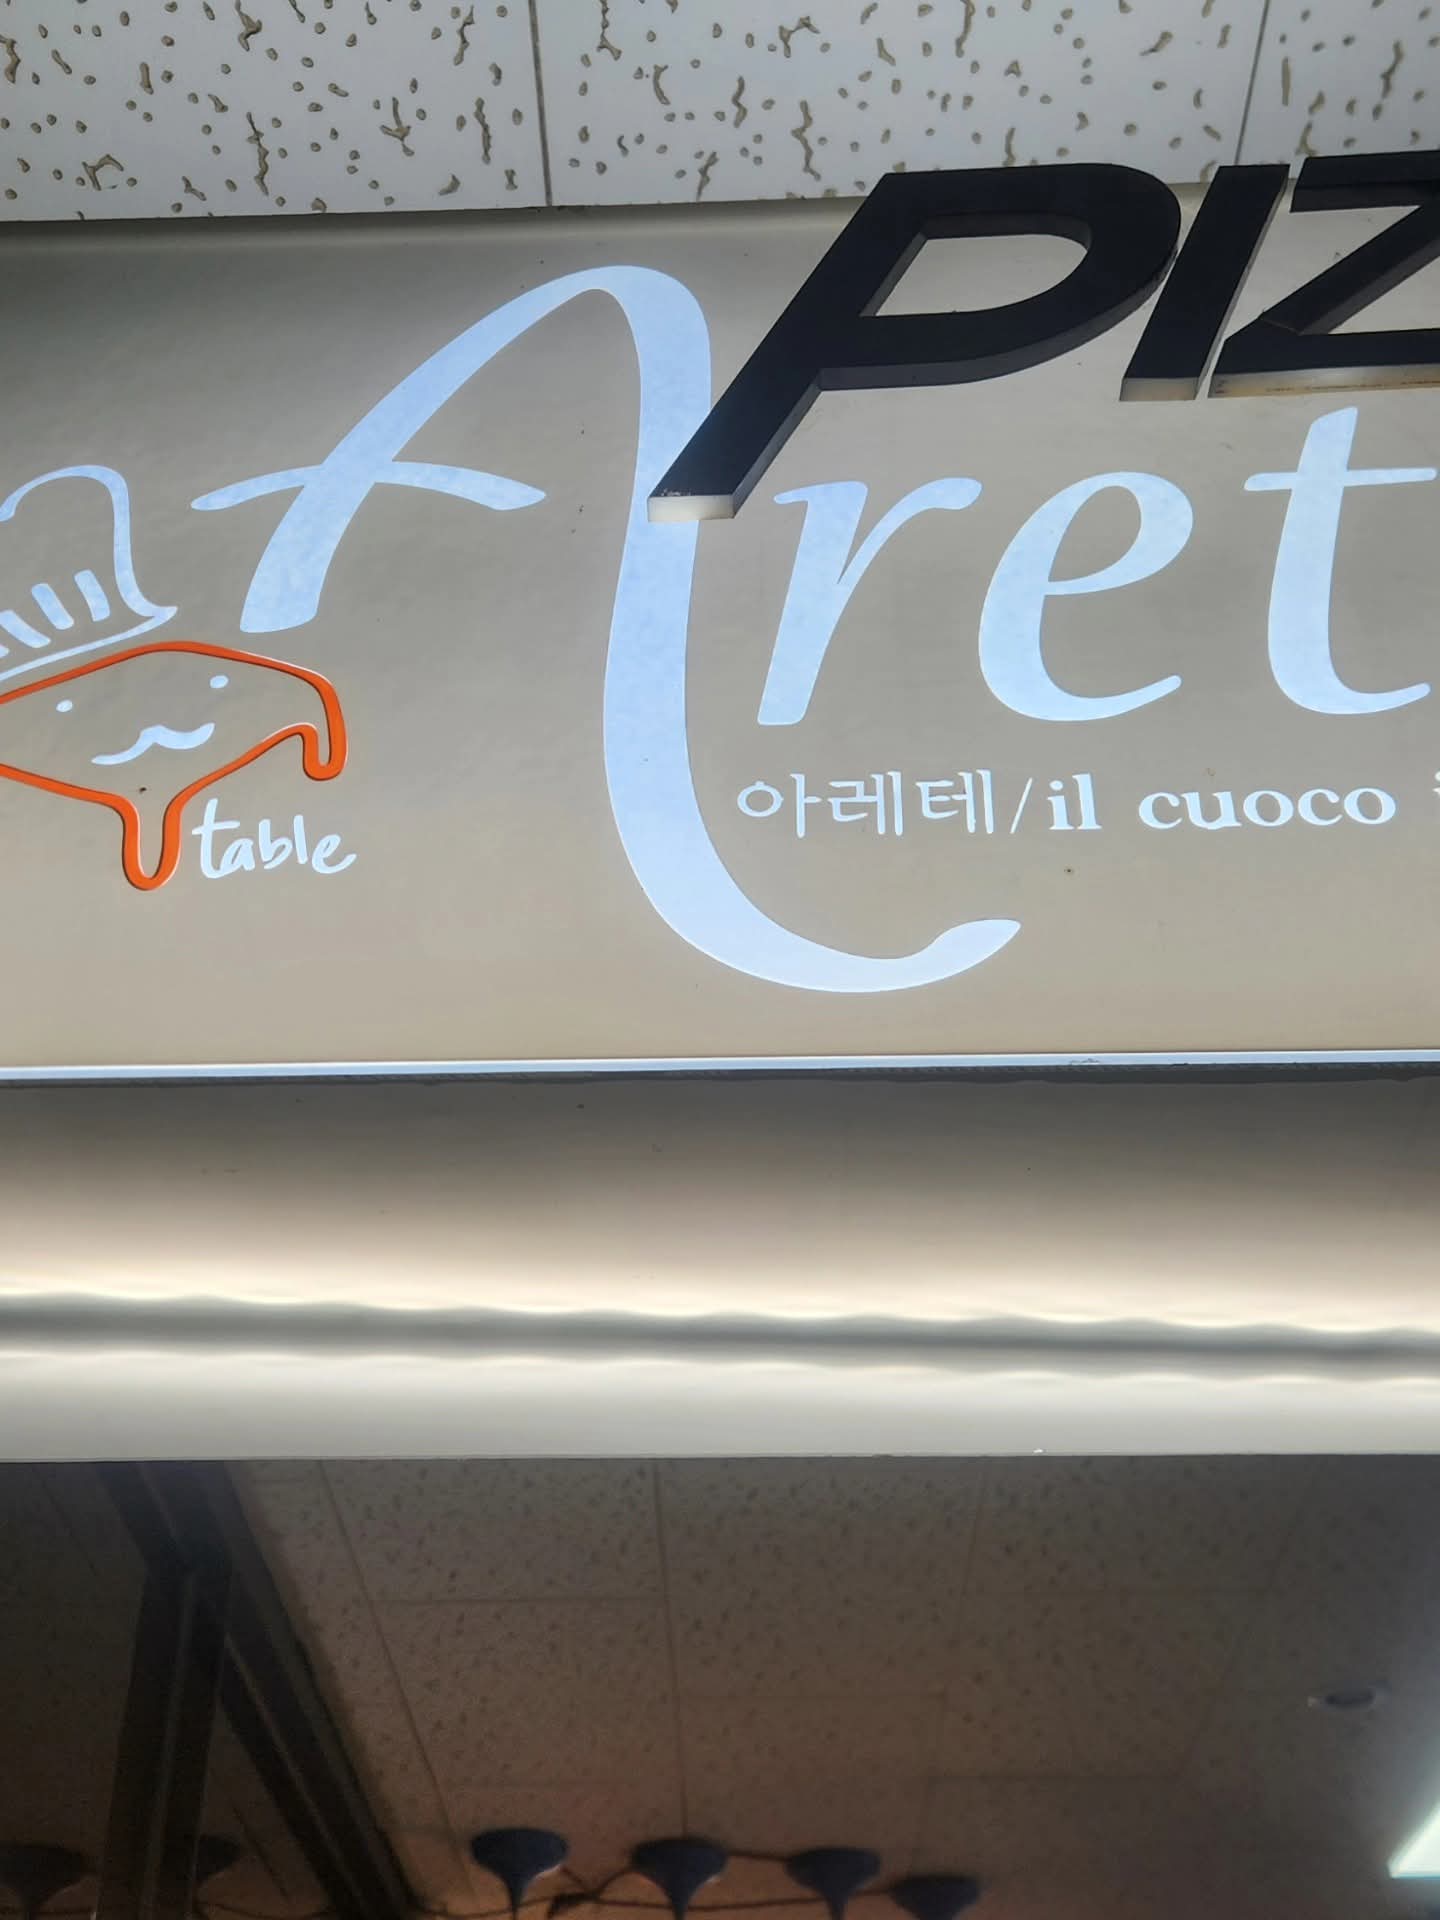 PIZ
Aret
아레테/il cuoco
table